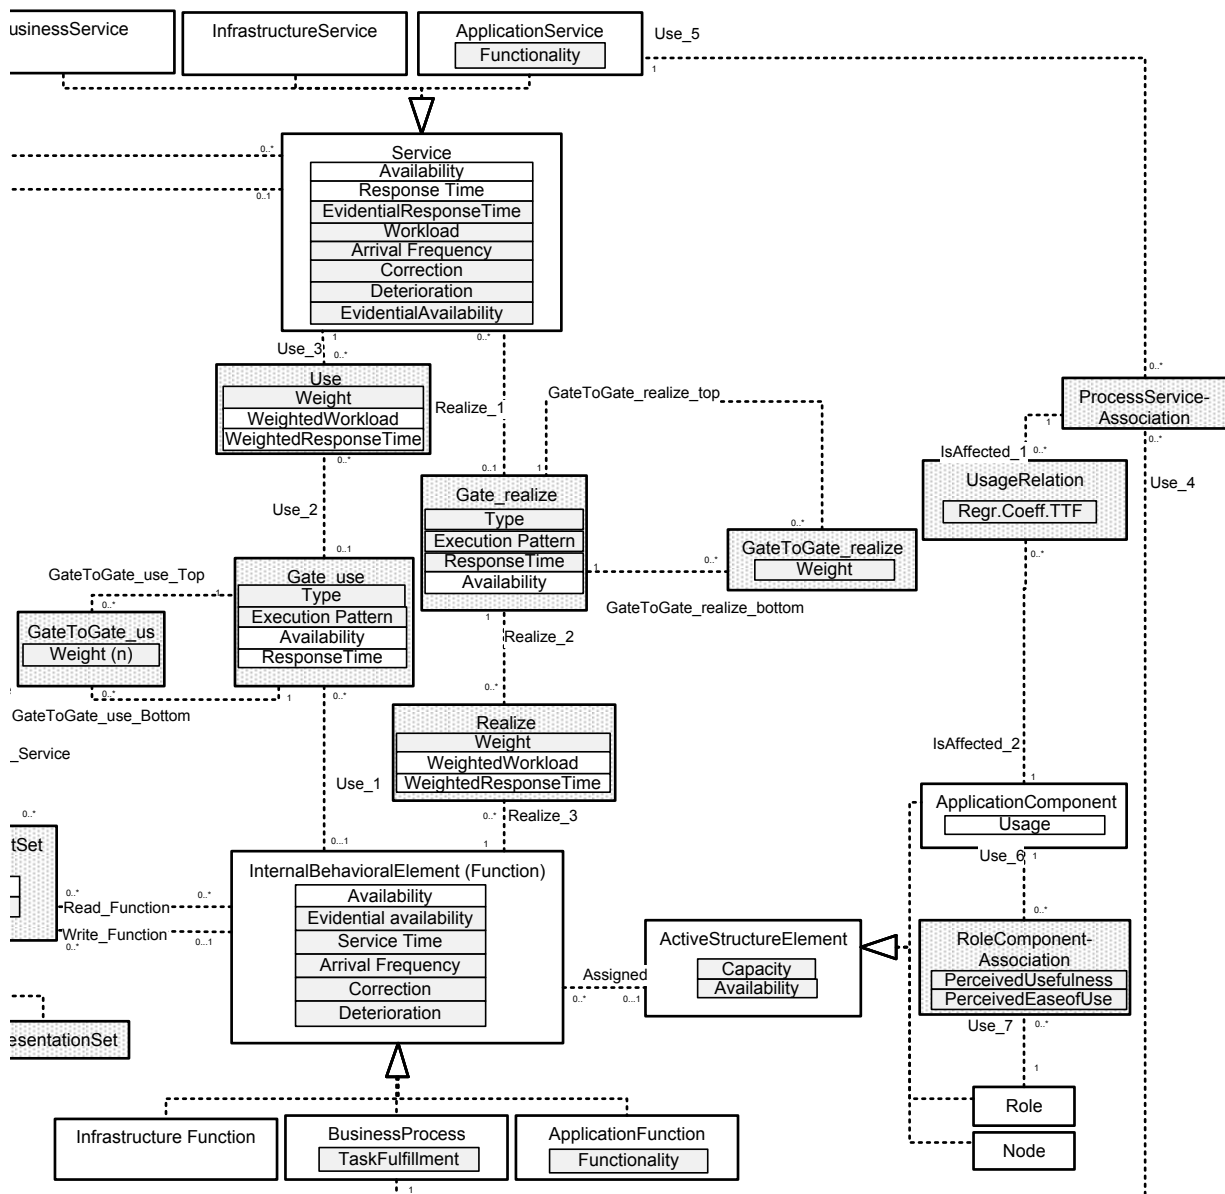 usinessService
InfrastructureService
ApplicationService
Functionality
Use_5
1
Service
Availability
Response Time
EvidentialResponseTime
Workload
Arrival Frequency
Correction
Deterioration
EvidentialAvailability
0..*
0..1
1
0..*
Use_3
0..*
Use
Weight
WeightedWorkload
WeightedResponseTime
0..*
Realize_1
GateToGate_realize_top
0..1
1
Gate_realize
Type
Execution Pattern
ResponseTime
Availability
1
1
0..*
0..*
GateToGate_realize
Weight
GateToGate_realize_bottom
0..*
ProcessService-
Association
1
0..*
IsAffected_1
0..*
UsageRelation
Regr.Coeff.TTF
0..*
Use_4
Use_2
0..1
GateToGate_use_Top
1
0..*
Gate_use
Type
Execution Pattern
Availability
ResponseTime
GateToGate_us
Weight (n)
0..*
1
0..*
GateToGate_use_Bottom
_Service
Realize_2
0..*
Realize
Weight
WeightedWorkload
WeightedResponseTime
Use_1
0..*
Realize_3
0...1
1
IsAffected_2
1
ApplicationComponent
Usage
Use_6
1
0..*
tSet
0..*
InternalBehavioralElement (Function)
Availability
Evidential availability
Service Time
Arrival Frequency
Correction
Deterioration
0..*
Read_Function
0..*
Write_Function
0..*
0...1
ActiveStructureElement
Capacity
Availability
Assigned
0..*
0...1
0..*
RoleComponent-
Association
PerceivedUsefulness
PerceivedEaseofUse
Use_7
0..*
1
Role
Node
esentationSet
Infrastructure Function
BusinessProcess
TaskFulfillment
ApplicationFunction
Functionality
1